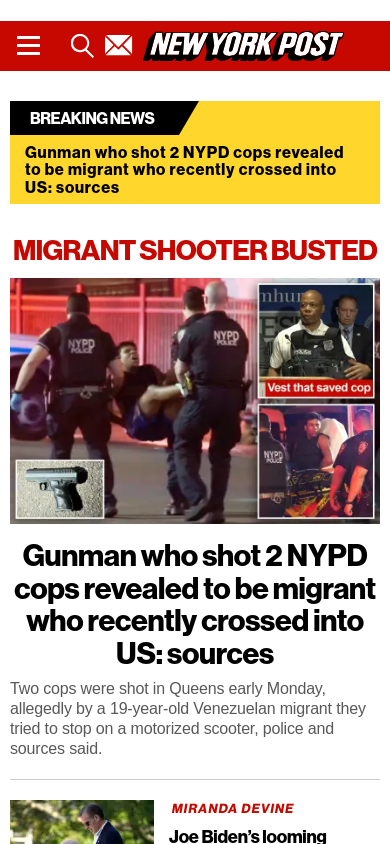 NEW YORK POST
BREAKING NEWS
Gunman who shot 2 NYPD cops revealed
to be migrant who recently crossed into
US: sources
MIGRANT SHOOTER BUSTED
NYPD
POLICE
NYPD
POLICE
mhur
Vest that saved cop
NYPD
Gunman who shot 2 NYPD
cops revealed to be migrant
who recently crossed into
US: sources
Two cops were shot in Queens early Monday,
allegedly by a 19-year-old Venezuelan migrant they
tried to stop on a motorized scooter, police and
sources said.
MIRANDA DEVINE
Joe Biden’s looming